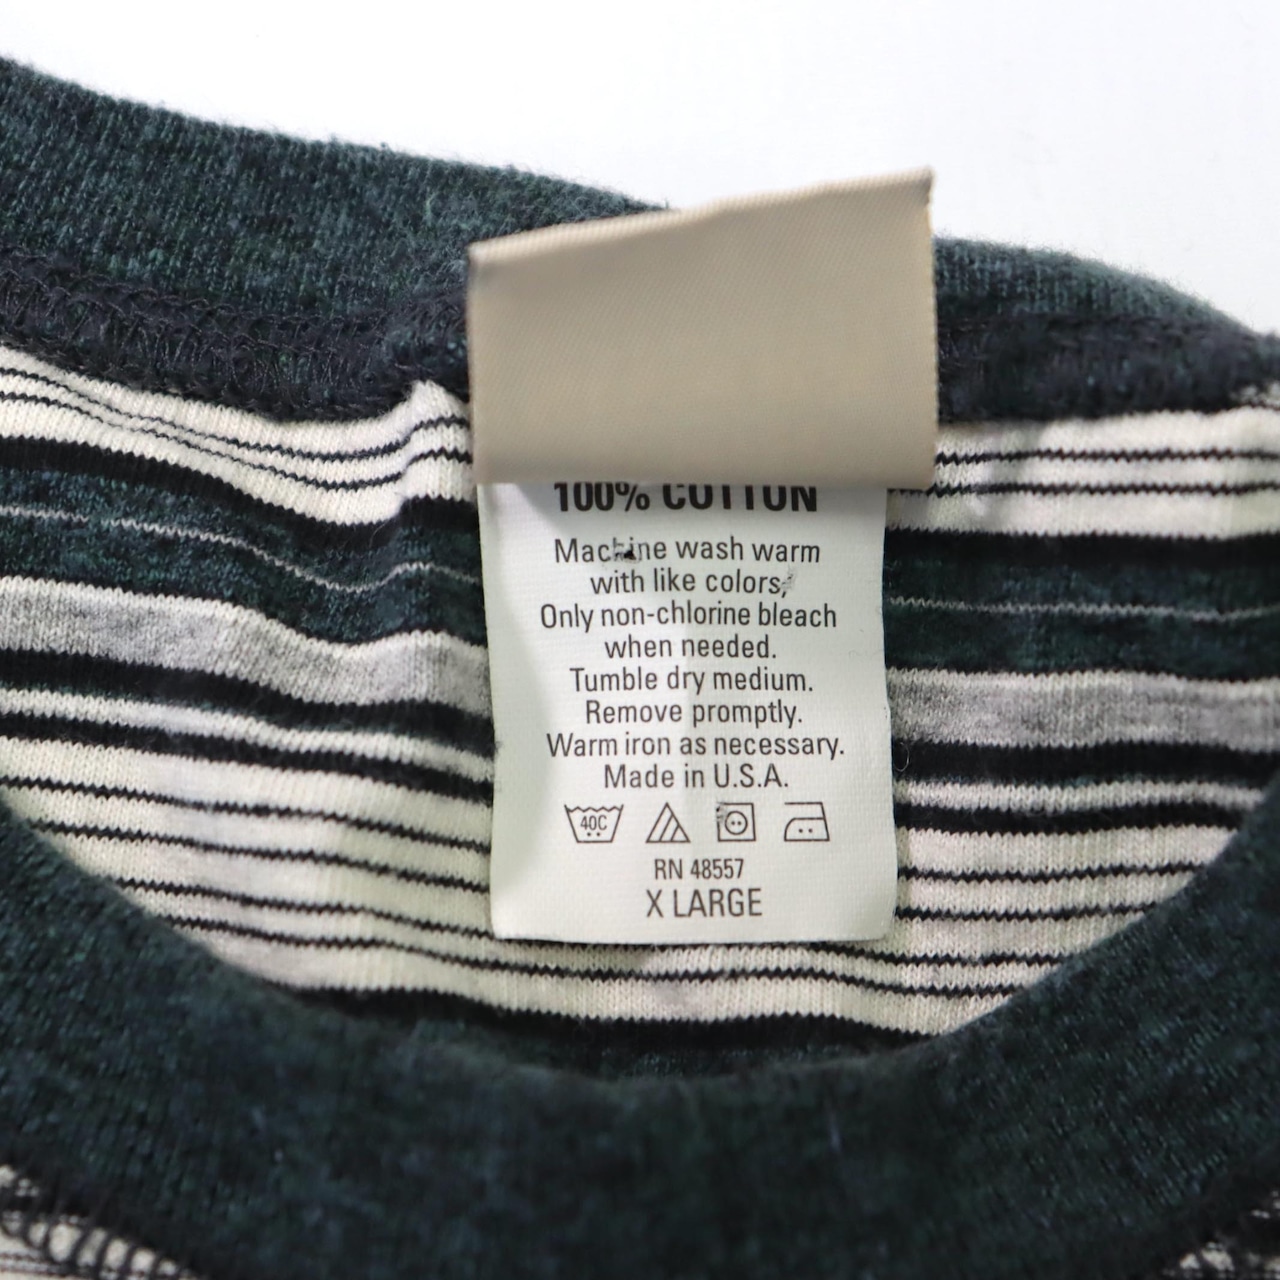 100% COTTON
Machine wash warm
with like colors,
Only non-chlorine bleach
when needed.
Tumble dry medium.
Remove promptly.
Warm iron as necessary.
Made in U.S.A.
40C
RN 48557
X LARGE